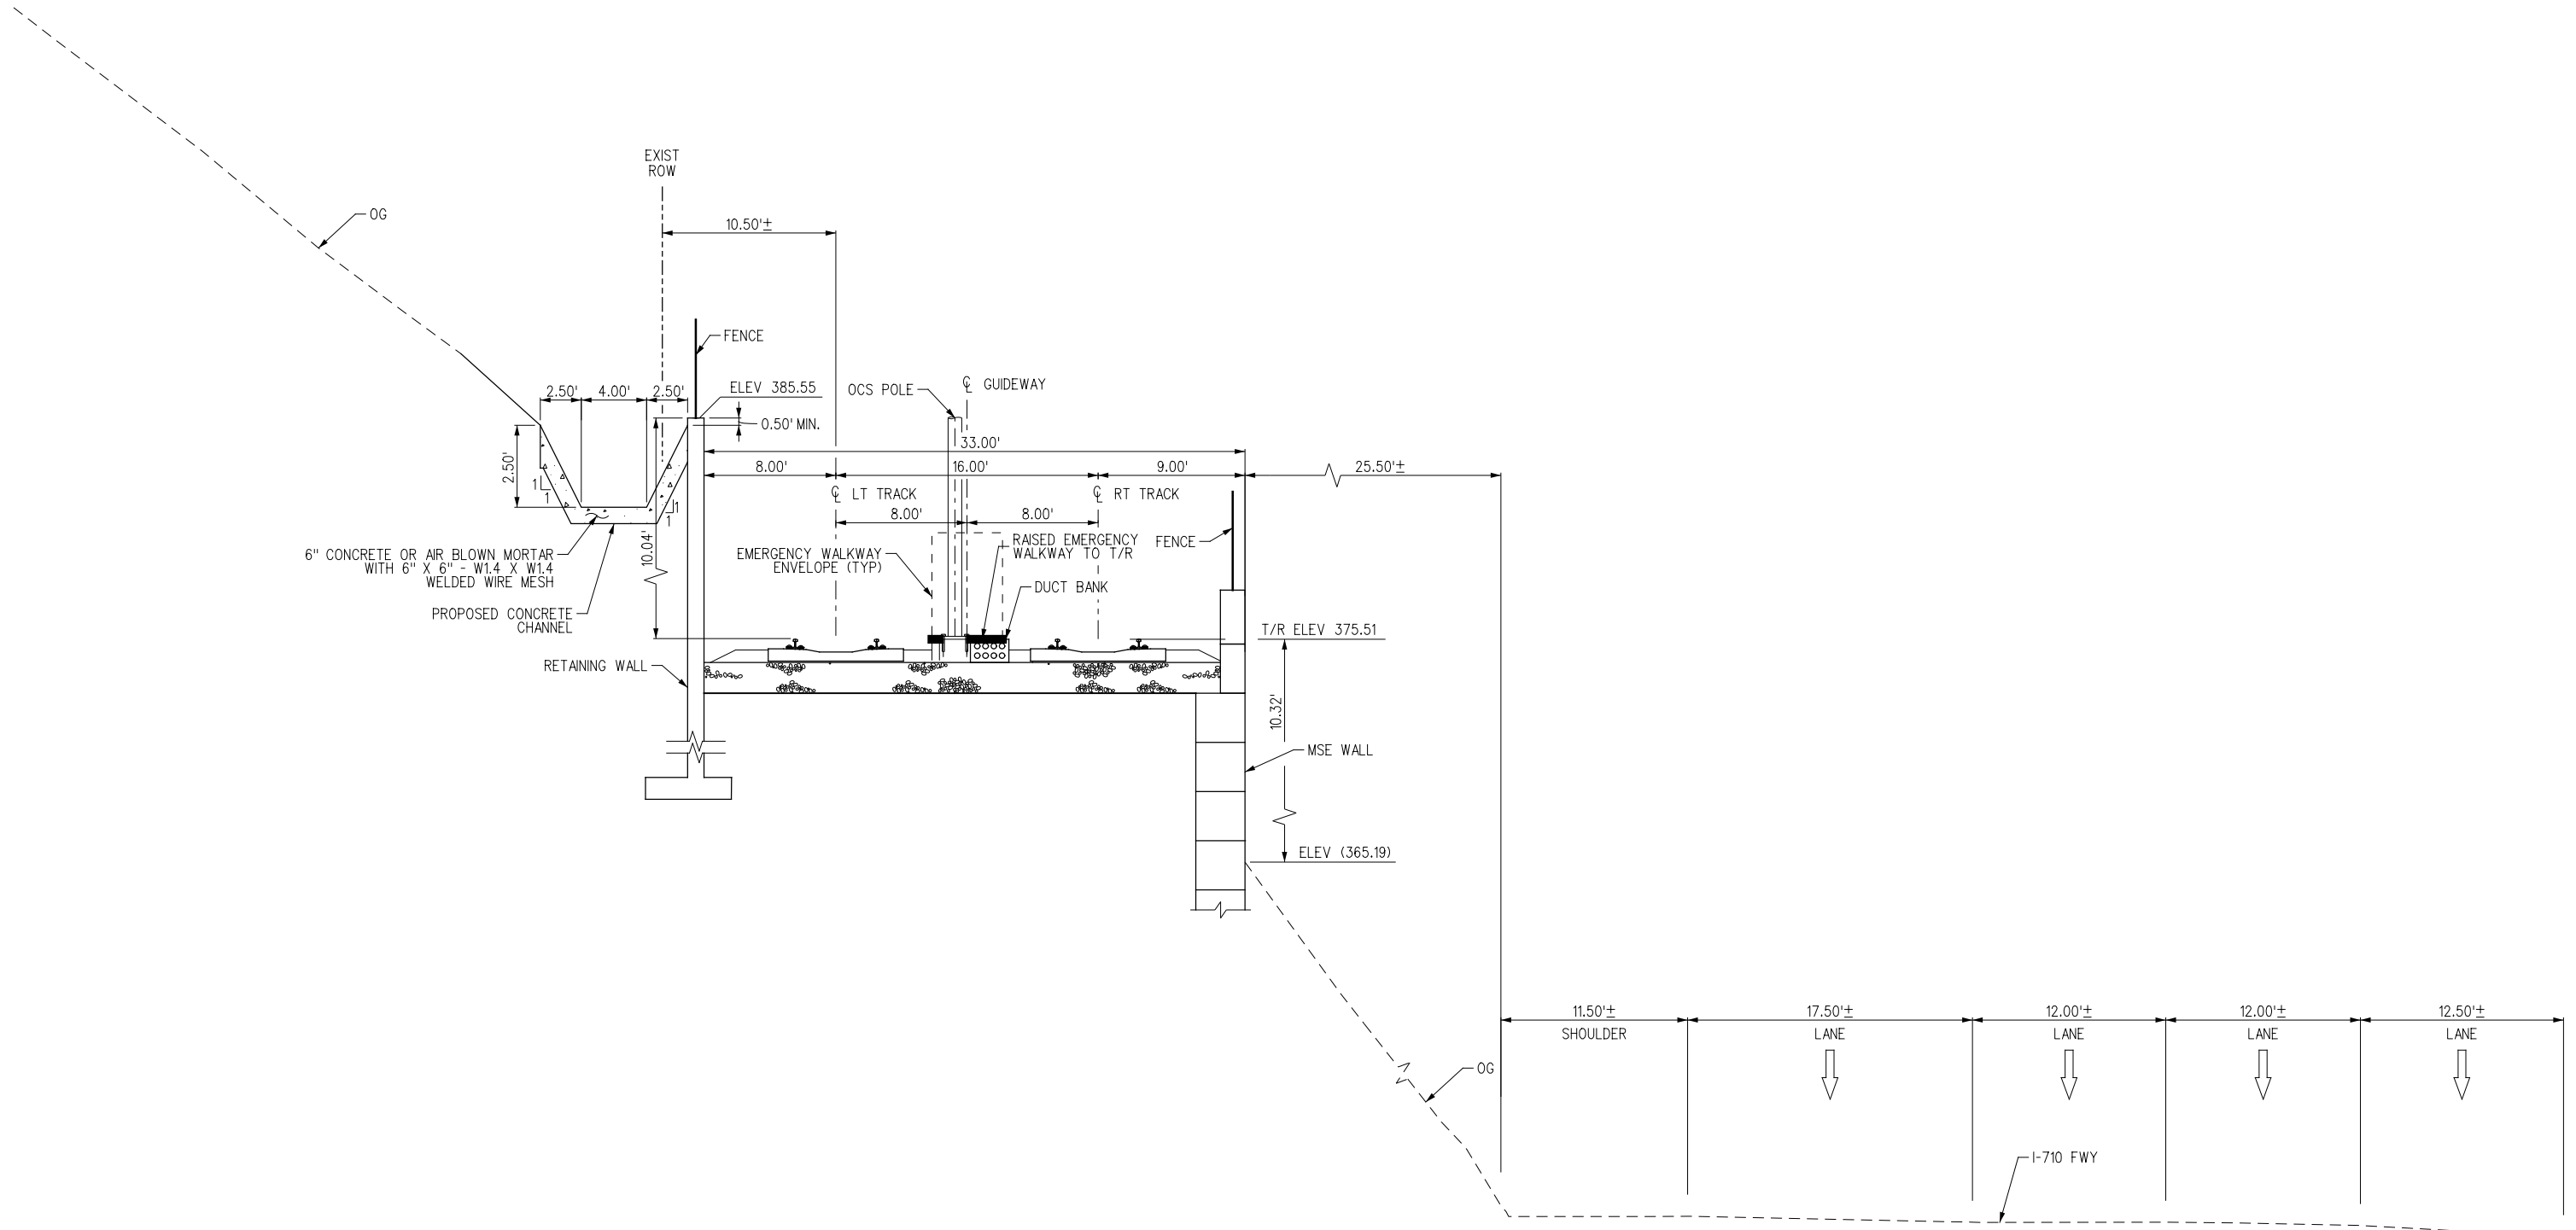 EXIST
ROW
OG
10.50'±
FENCE
2.50'
4.00'
2.50'
ELEV 385.55
OCS POLE
℄ GUIDEWAY
0.50' MIN.
33.00'
2.50'
8.00'
16.00'
9.00'
25.50'±
℄ LT TRACK
℄ RT TRACK
1
1
1
1
8.00'
8.00'
10.04'
6" CONCRETE OR AIR BLOWN MORTAR
WITH 6" X 6" - W1.4 X W1.4
WELDED WIRE MESH
EMERGENCY WALKWAY
ENVELOPE (TYP)
RAISED EMERGENCY
WALKWAY TO T/R
FENCE
DUCT BANK
PROPOSED CONCRETE
CHANNEL
T/R ELEV 375.51
RETAINING WALL
10.32'
MSE WALL
ELEV (365.19)
11.50'±
SHOULDER
17.50'±
LANE
12.00'±
LANE
12.00'±
LANE
12.50'±
LANE
OG
I-710 FWY